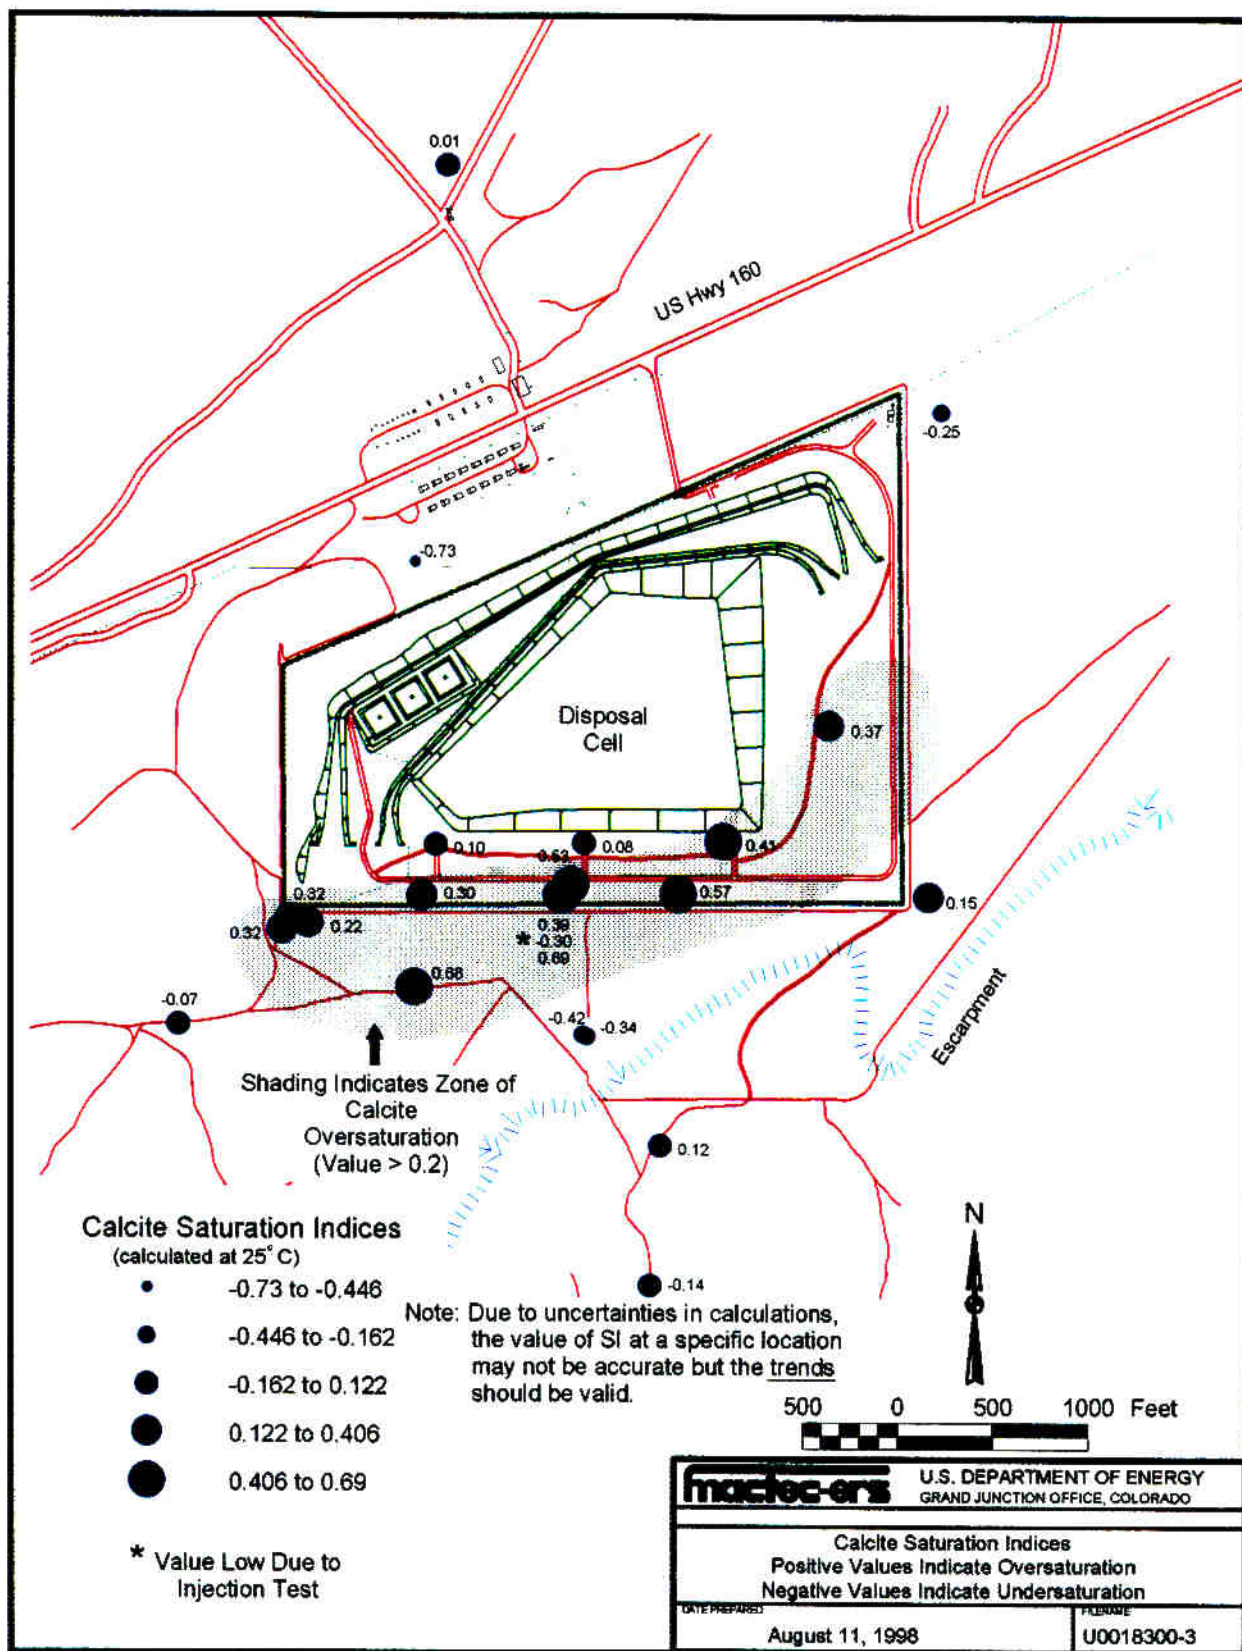 0.01
US Hwy 160
-0.25
-0.73
Disposal
Cell
0.37
0.10
0.08
0.41
0.53
0.32
0.30
0.57
0.15
0.32
0.22
0.39
* -0.30
0.69
0.68
-0.07
-0.42
-0.34
Escarpment
Shading Indicates Zone of
Calcite
Oversaturation
(Value > 0.2)
0.12
Calcite Saturation Indices
(calculated at 25° C)
-0.73 to -0.446
-0.446 to -0.162
-0.162 to 0.122
0.122 to 0.406
0.406 to 0.69
* Value Low Due to
Injection Test
-0.14
Note: Due to uncertainties in calculations,
the value of SI at a specific location
may not be accurate but the trends
should be valid.
N
500 0 500 1000 Feet
mactec-ers
U.S. DEPARTMENT OF ENERGY
GRAND JUNCTION OFFICE, COLORADO
Calcite Saturation Indices
Positive Values Indicate Oversaturation
Negative Values Indicate Undersaturation
DATE PREPARED
August 11, 1998
FILENAME
U0018300-3